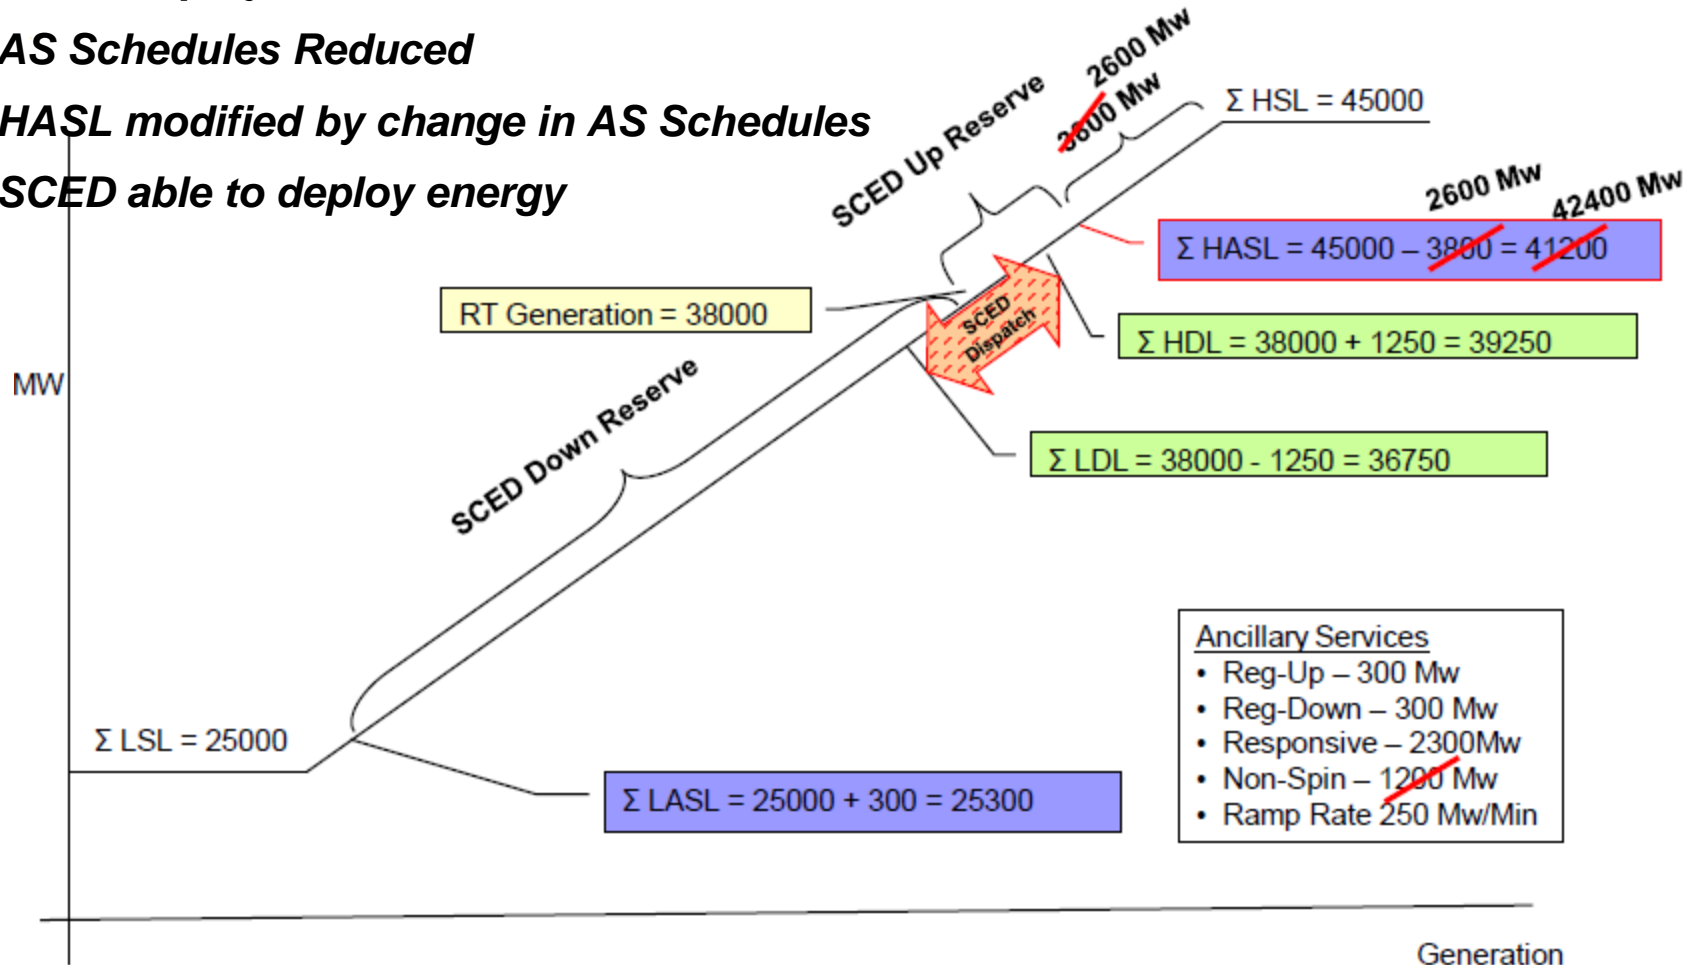 AS Schedules Reduced
HASL modified by change in AS Schedules
SCED able to deploy energy
2600 Mw
3800 Mw
SCED Up Reserve
Σ HSL = 45000
2600 Mw
42400 Mw
Σ HASL = 45000 – 3800 = 41200
RT Generation = 38000
SCED
Dispatch
Σ HDL = 38000 + 1250 = 39250
MW
SCED Down Reserve
Σ LDL = 38000 - 1250 = 36750
Ancillary Services
• Reg-Up – 300 Mw
• Reg-Down – 300 Mw
• Responsive – 2300Mw
• Non-Spin – 1200 Mw
• Ramp Rate 250 Mw/Min
Σ LSL = 25000
Σ LASL = 25000 + 300 = 25300
Generation